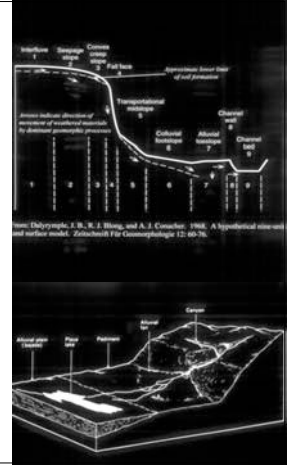 Interfluve
1
Seepage
slope
2
Convex
creep
slope
3
Fall face
4
Approximate lower limit
of soil formation
Arrows indicate direction of
movement of weathered materials
by dominant geomorphic processes
Transportational
midslope
5
Colluvial
footslope
6
Alluvial
toeslope
7
Channel
wall
8
Channel
bed
9
1 2 3 4 5 6 7 8 9
From: Dalyrymple, J. B., R. J. Blong, and A. J. Conacher. 1968. A hypothetical nine-unit
land surface model. Zeitschrift Für Geomorphologie 12: 60-76.
Canyon
Alluvial
fan
Alluvial plain
Playa
lake
Pediment